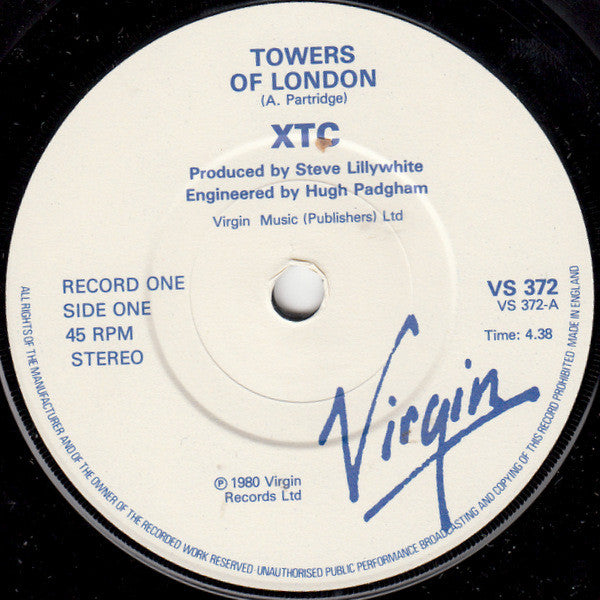 TOWERS
OF LONDON
(A. Partridge)
XTC
Produced by Steve Lillywhite
Engineered by Hugh Padgham
Virgin Music (Publishers) Ltd
RECORD ONE
SIDE ONE
45 RPM
STEREO
VS 372
VS 372-A
Time: 4.38
Virgin
℗ 1980 Virgin
Records Ltd
ALL RIGHTS OF THE MANUFACTURER AND OF THE OWNER OF THE RECORDED WORK RESERVED · UNAUTHORISED PUBLIC PERFORMANCE BROADCASTING AND COPYING OF THIS RECORD PROHIBITED · MADE IN ENGLAND